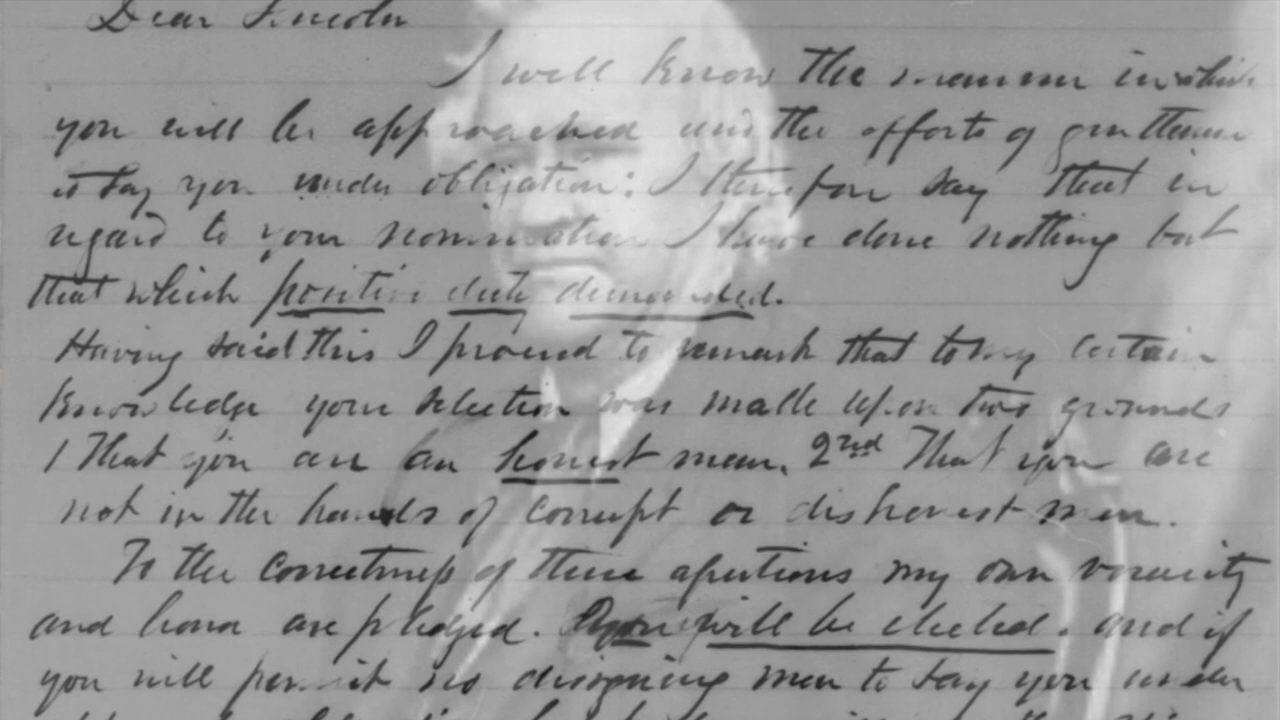 Dear Lincoln
I well know the manner in which
you will be approached and the efforts of gentlemen
to lay you under obligation: I therefore say that in
regard to your nomination I have done nothing but
that which positive duty demanded.
Having said this I proceed to remark that to my certain
knowledge your selection was made upon two grounds
1 That you are an honest man. 2nd That you are
not in the hands of corrupt or dishonest men.
To the correctness of these assertions my own veracity
and honor are pledged. you will be elected. and if
you will permit no designing men to lay you under